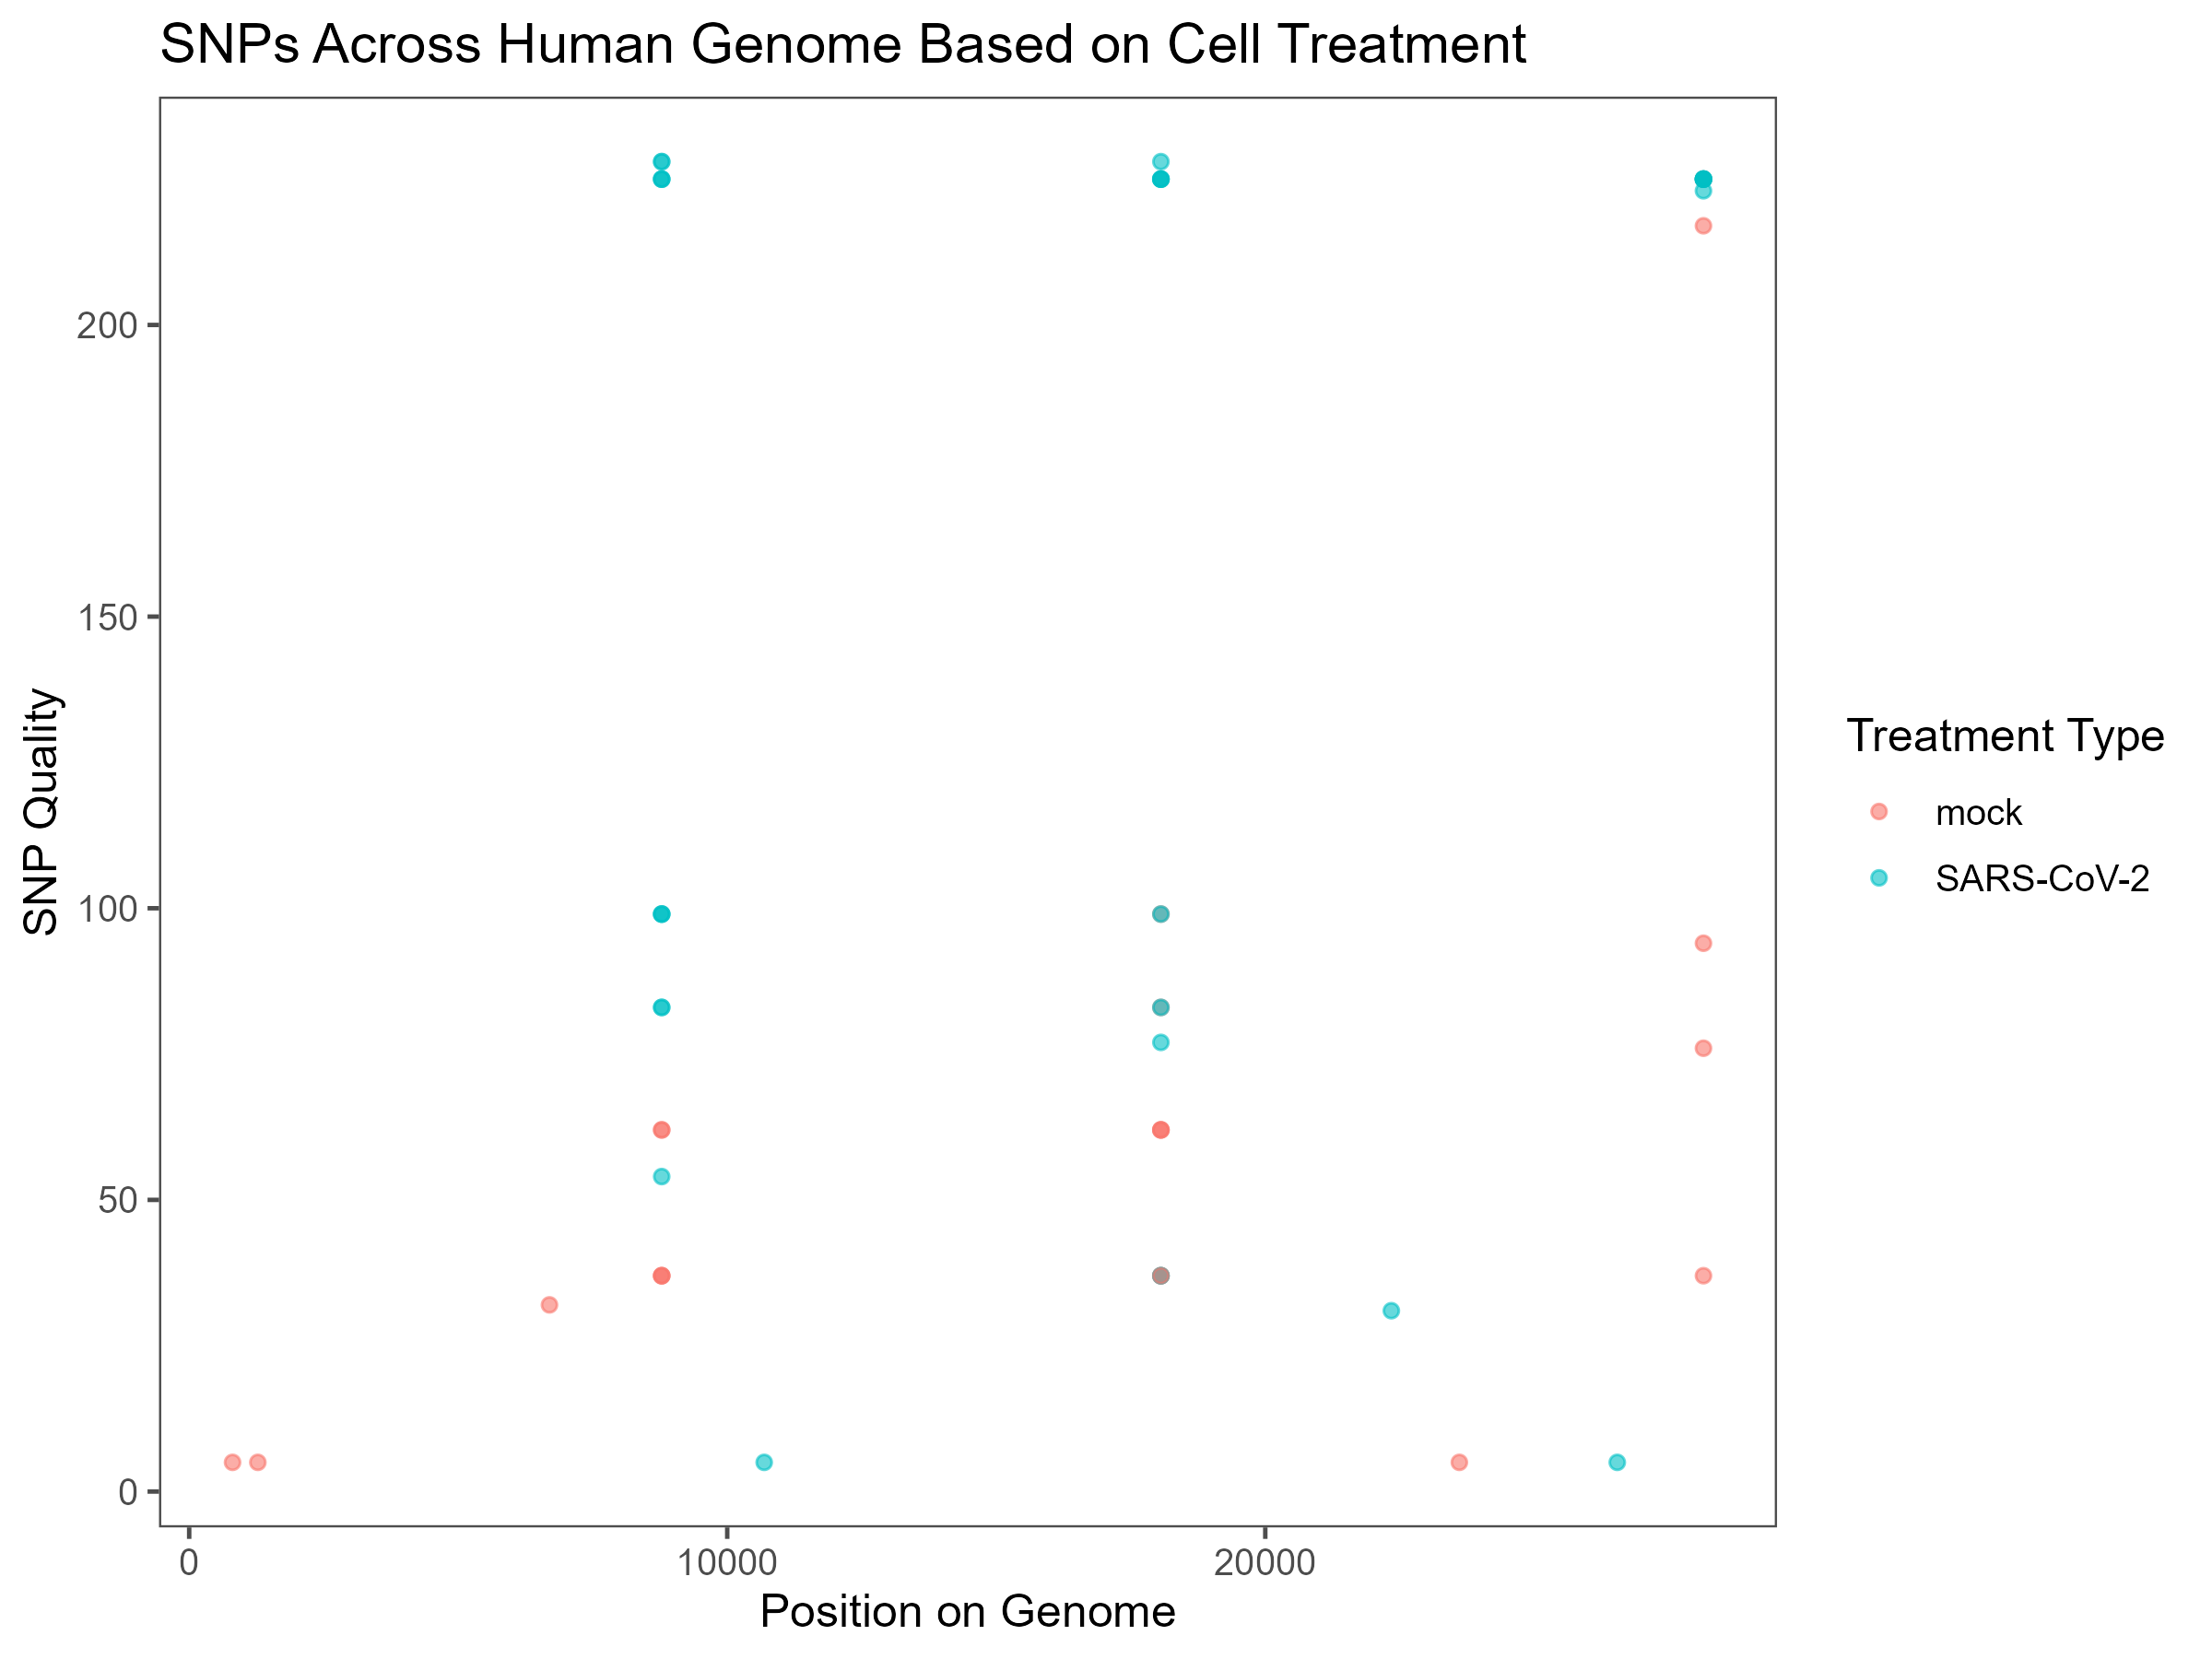 SNPs Across Human Genome Based on Cell Treatment
SNP Quality
200
150
100
50
0
0 10000 20000
Position on Genome
Treatment Type
mock
SARS-CoV-2